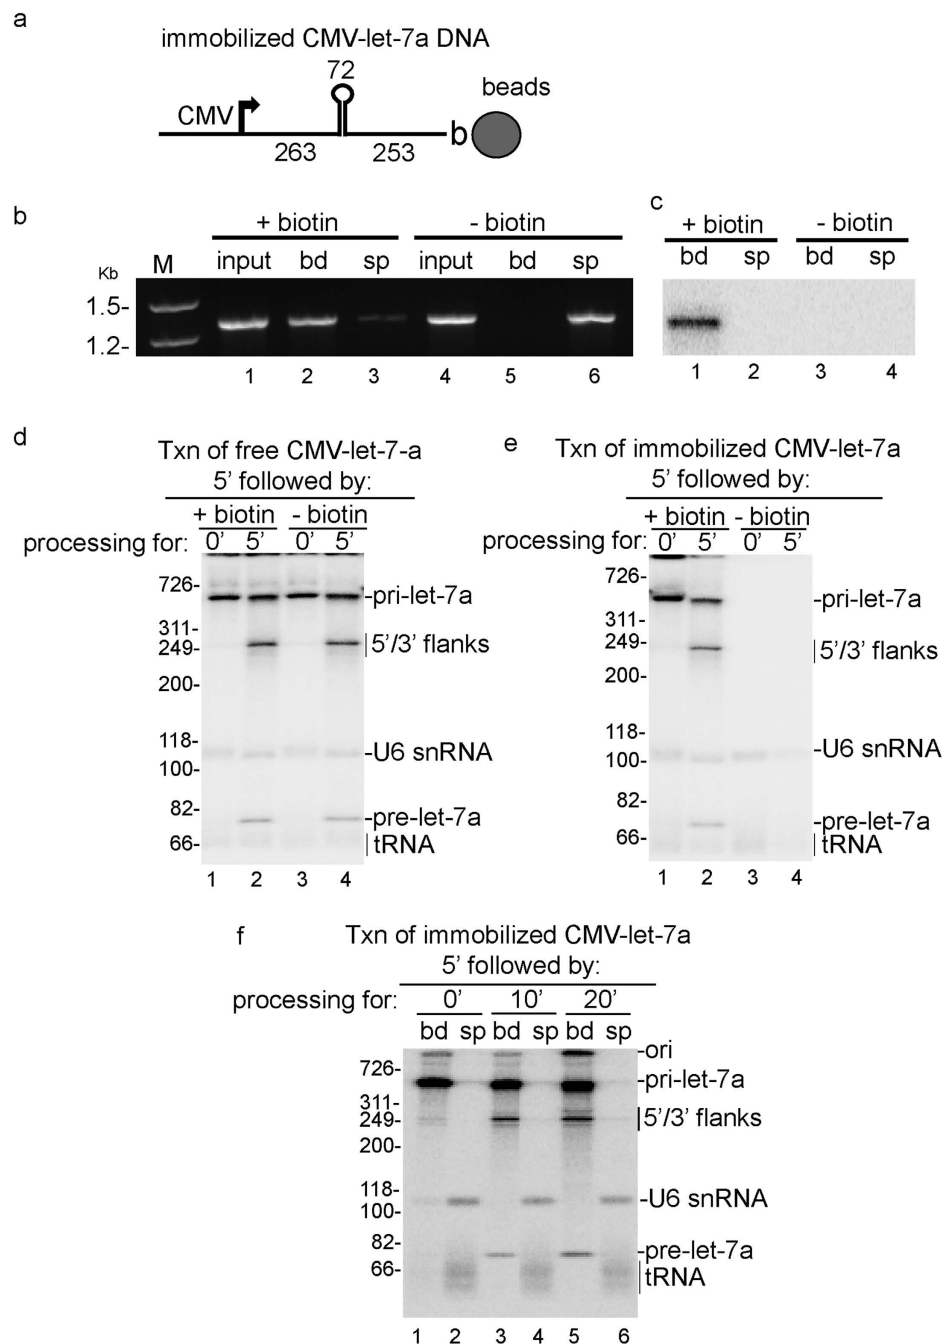 a
immobilized CMV-let-7a DNA
72
beads
CMV
b
263
253
b
+ biotin
- biotin
Kb
M
input
bd
sp
input
bd
sp
1.5-
1.2-
1
2
3
4
5
6
c
+ biotin
- biotin
bd
sp
bd
sp
1
2
3
4
d
Txn of free CMV-let-7-a
5' followed by:
+ biotin
- biotin
processing for:
0'
5'
0'
5'
726-
-pri-let-7a
311-
249-
5'/3' flanks
200-
118-
-U6 snRNA
100-
82-
-pre-let-7a
66-
tRNA
1
2
3
4
e
Txn of immobilized CMV-let7a
5' followed by:
+ biotin
- biotin
processing for:
0'
5'
0'
5'
726-
-pri-let-7a
311-
249-
5'/3' flanks
200-
118-
-U6 snRNA
100-
82-
-pre-let-7a
66-
tRNA
1
2
3
4
f
Txn of immobilized CMV-let-7a
5' followed by:
processing for:
0'
10'
20'
bd
sp
bd
sp
bd
sp
-ori
726-
-pri-let-7a
311-
249-
5'/3' flanks
200-
118-
-U6 snRNA
100-
82-
-pre-let-7a
66-
tRNA
1
2
3
4
5
6